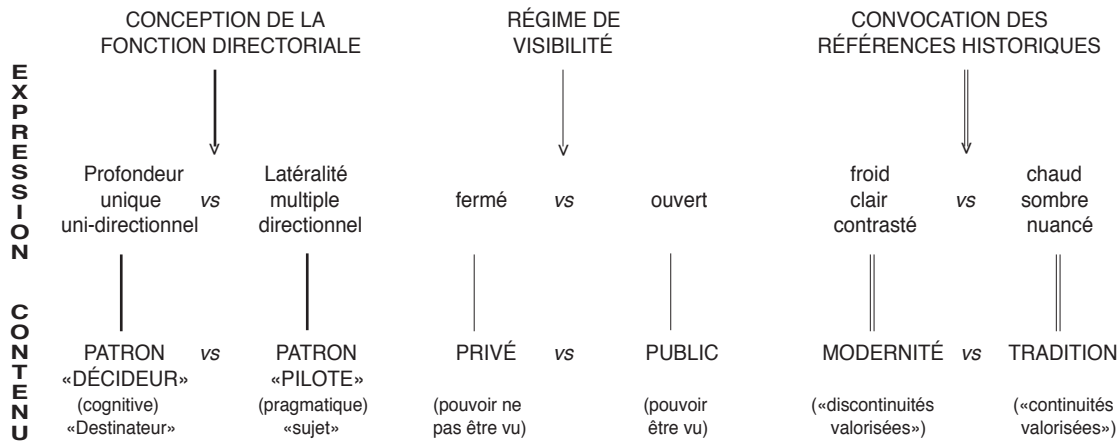 CONCEPTION DE LA
FONCTION DIRECTORIALE
RÉGIME DE
VISIBILITÉ
CONVOCATION DES
RÉFÉRENCES HISTORIQUES
EXPRESSION
Profondeur
unique
uni-directionnel
vs
Latéralité
multiple
directionnel
fermé vs ouvert
froid
clair
contrasté
vs
chaud
sombre
nuancé
CONTENU
PATRON
«DÉCIDEUR»
(cognitive)
«Destinateur»
vs
PATRON
«PILOTE»
(pragmatique)
«sujet»
PRIVÉ
(pouvoir ne
pas être vu)
vs
PUBLIC
(pouvoir
être vu)
MODERNITÉ
(«discontinuités
valorisées»)
vs
TRADITION
(«continuités
valorisées»)